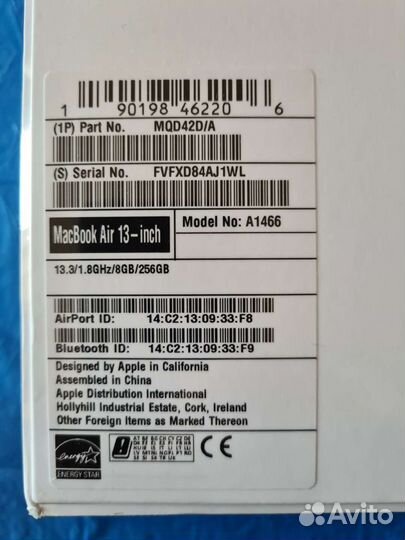 1 90198 46220 6
(1P) Part No. MQD42D/A
(S) Serial No. FVFXD84AJ1WL
MacBook Air 13-inch
Model No: A1466
13.3/1.8GHz/8GB/256GB
AirPort ID: 14:C2:13:09:33:F8
Bluetooth ID: 14:C2:13:09:33:F9
Designed by Apple in California
Assembled in China
Apple Distribution International
Hollyhill Industrial Estate, Cork, Ireland
Other Foreign Items as Marked Thereon
energy
ENERGY STAR
CE
Avito